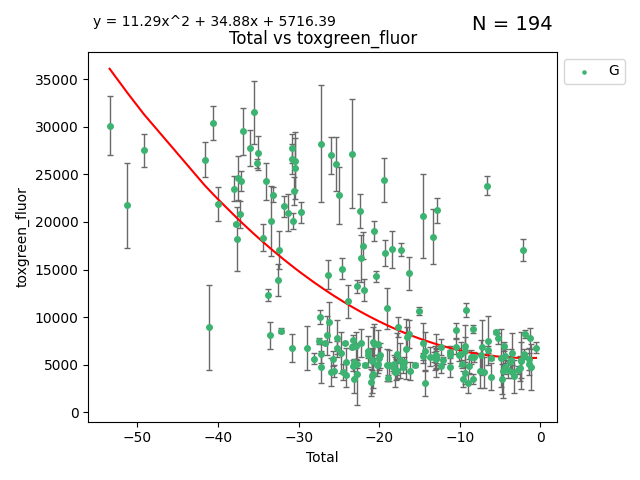 y = 11.29x^2 + 34.88x + 5716.39
N = 194
Total vs toxgreen_fluor
G
35000
30000
25000
20000
15000
10000
5000
0
toxgreen_fluor
−50 −40 −30 −20 −10 0
Total